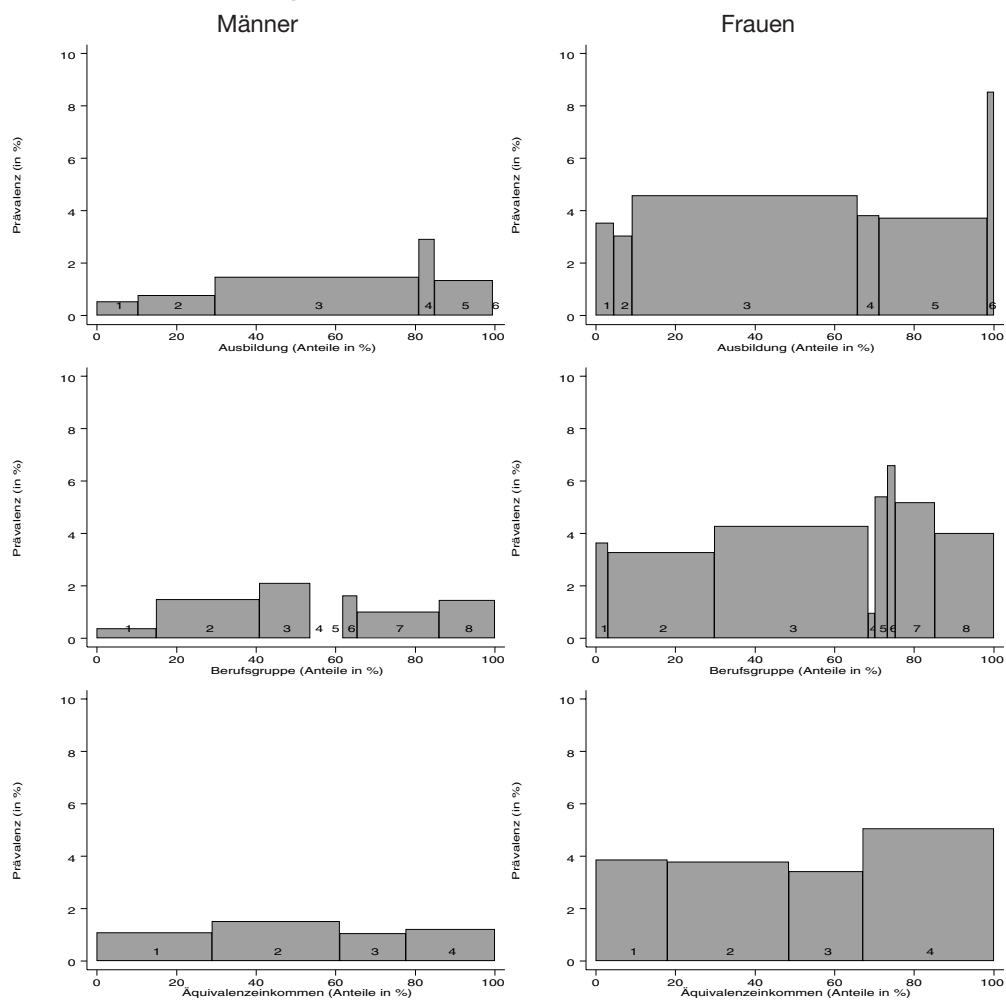 Männer
Frauen
Prävalenz (in %)
10
8
6
4
2
0
1 2 3 4 5 6
0 20 40 60 80 100
Ausbildung (Anteile in %)
Prävalenz (in %)
10
8
6
4
2
0
1 2 3 4 5 6
0 20 40 60 80 100
Ausbildung (Anteile in %)
Prävalenz (in %)
10
8
6
4
2
0
1 2 3 4 5 6 7 8
0 20 40 60 80 100
Berufsgruppe (Anteile in %)
Prävalenz (in %)
10
8
6
4
2
0
1 2 3 4 5 6 7 8
0 20 40 60 80 100
Berufsgruppe (Anteile in %)
Prävalenz (in %)
10
8
6
4
2
0
1 2 3 4
0 20 40 60 80 100
Äquivalenzeinkommen (Anteile in %)
Prävalenz (in %)
10
8
6
4
2
0
1 2 3 4
0 20 40 60 80 100
Äquivalenzeinkommen (Anteile in %)